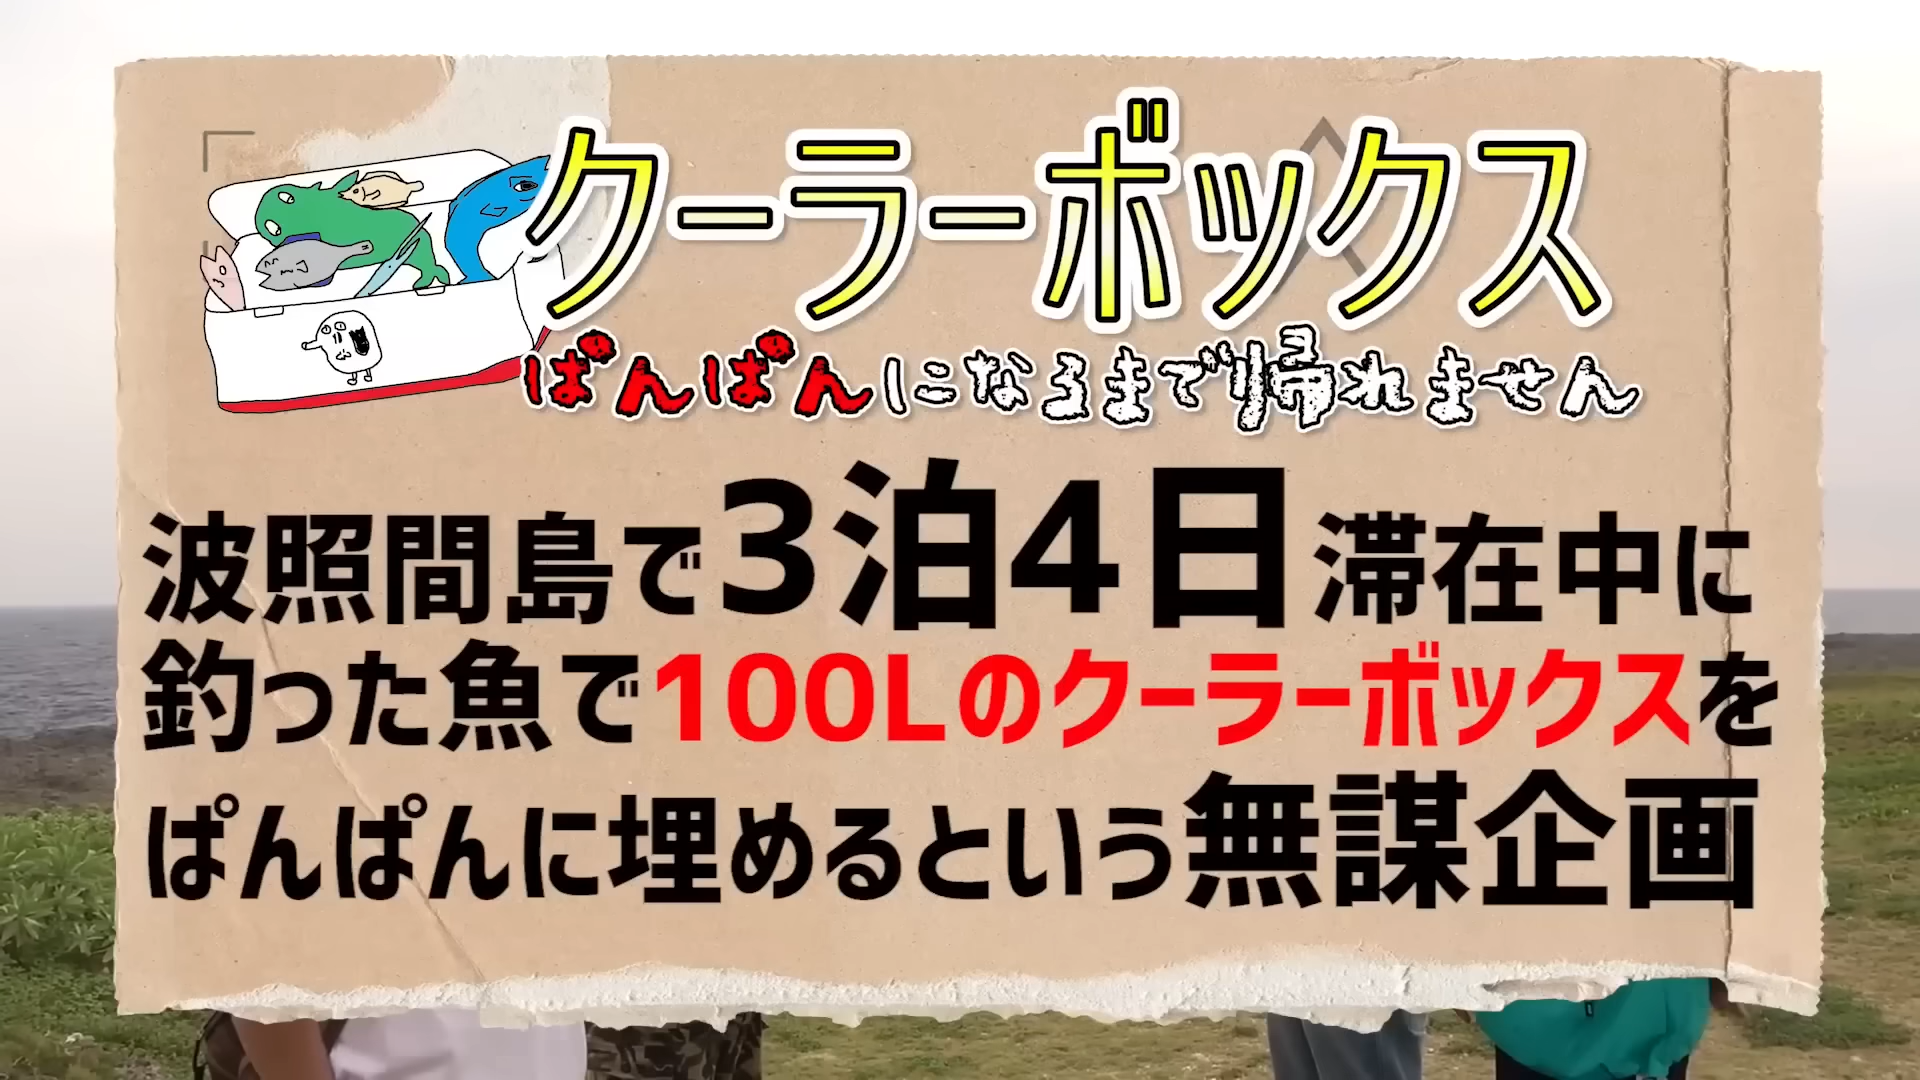 クーラーボックス
ぱんぱんになるまで帰れません
波照間島で3泊4日滞在中に
釣った魚で100Lのクーラーボックスを
ぱんぱんに埋めるという無謀企画